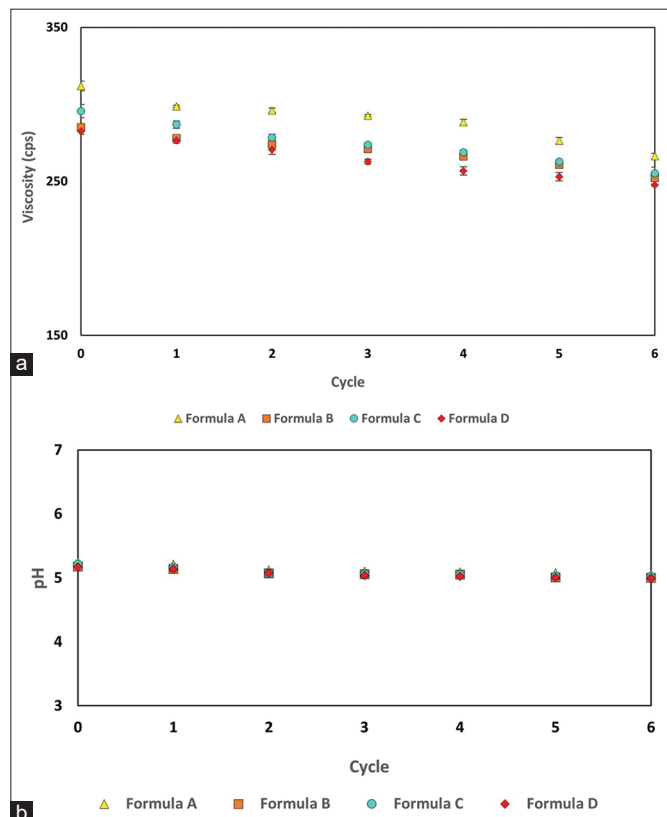 350
250
150
Viscosity (cps)
0 1 2 3 4 5 6
Cycle
a
Formula A Formula B Formula C Formula D
7
6
5
4
3
pH
0 1 2 3 4 5 6
Cycle
Formula A Formula B Formula C Formula D
b